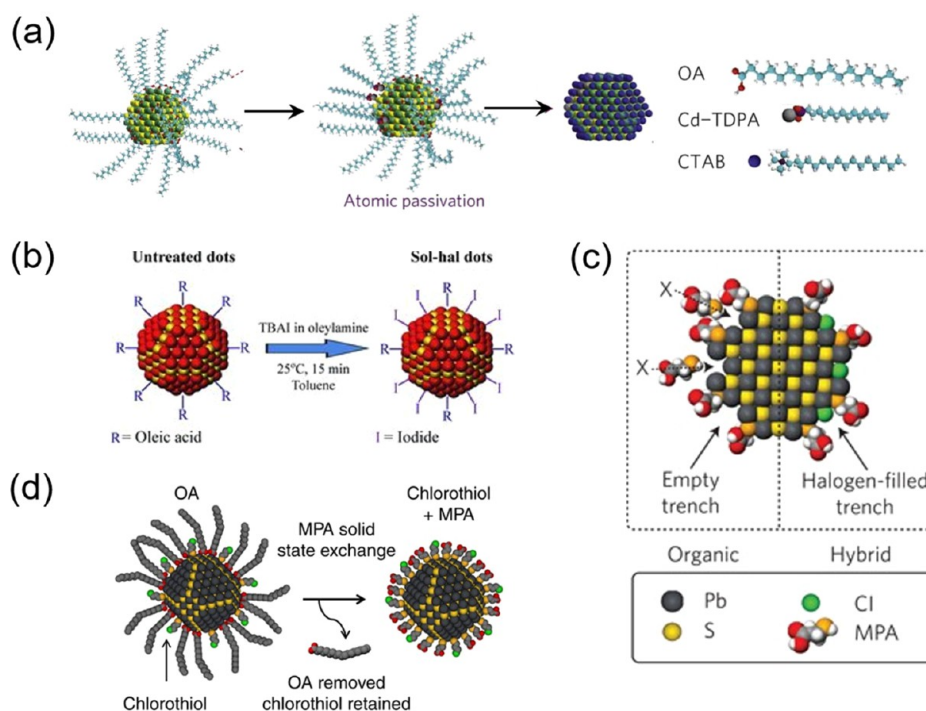 (a)
OA
Cd–TDPA
CTAB
Atomic passivation
(b)
Untreated dots
Sol-hal dots
R
R
R
R
R
R
R
R
TBAI in oleylamine
25°C, 15 min
Toluene
R
I
I
I
I
R
R
I
I
I
I
R
R= Oleic acid
I = Iodide
(c)
X
X
Empty
trench
Halogen-filled
trench
Organic
Hybrid
Pb
Cl
S
MPA
(d)
OA
MPA solid
state exchange
Chlorothiol
+ MPA
Chlorothiol
OA removed
chlorothiol retained